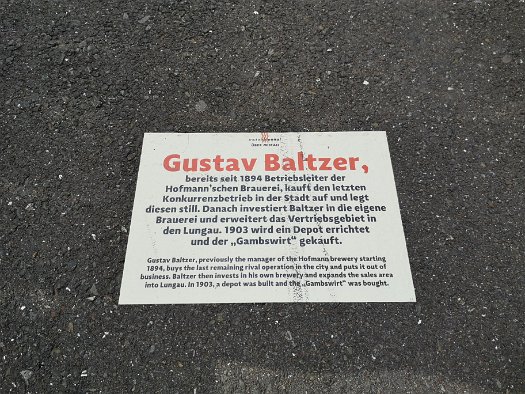 Gustav Baltzer,
bereits seit 1894 Betriebsleiter der
Hofmann'schen Brauerei, kauft den letzten
Konkurrenzbetrieb in der Stadt auf und legt
diesen still. Danach investiert Baltzer in die eigene
Brauerei und erweitert das Vertriebsgebiet in
den Lungau. 1903 wird ein Depot errichtet
und der „Gambswirt“ gekauft.
Gustav Baltzer, previously the manager of the Hofmann brewery starting
1894, buys the last remaining rival operation in the city and puts it out of
business. Baltzer then invests in his own brewery and expands the sales area
into Lungau. In 1903, a depot was built and the „Gambswirt“ was bought.